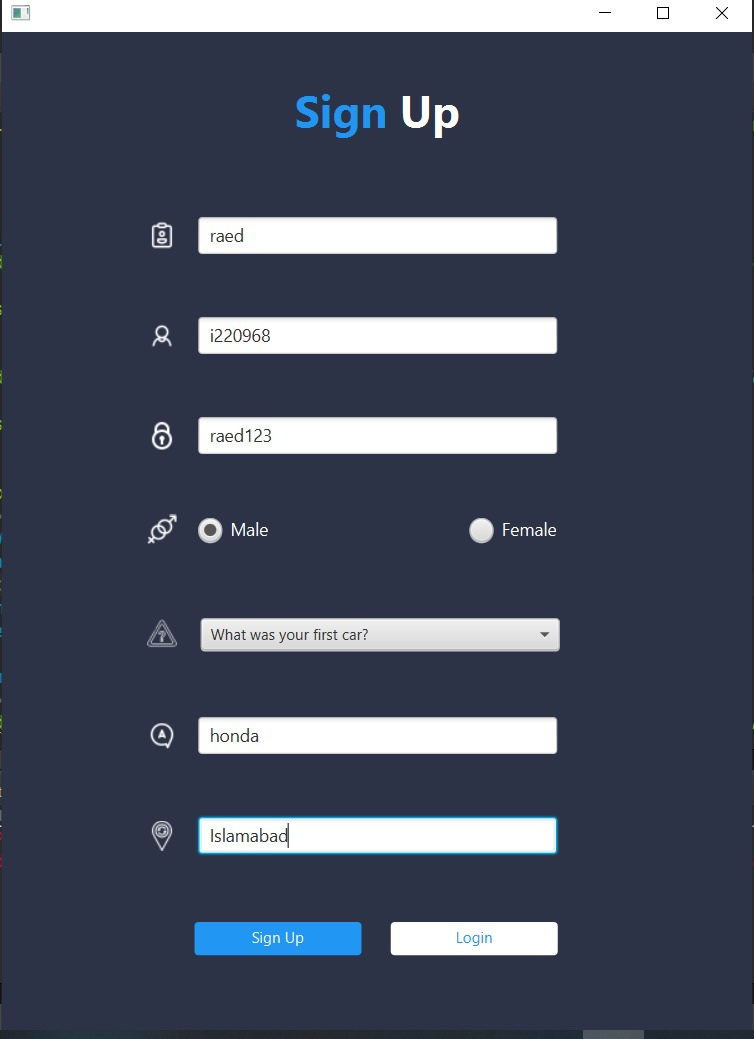 Sign Up
raed
i220968
raed123
Male Female
What was your first car?
honda
Islamabad
Sign Up Login